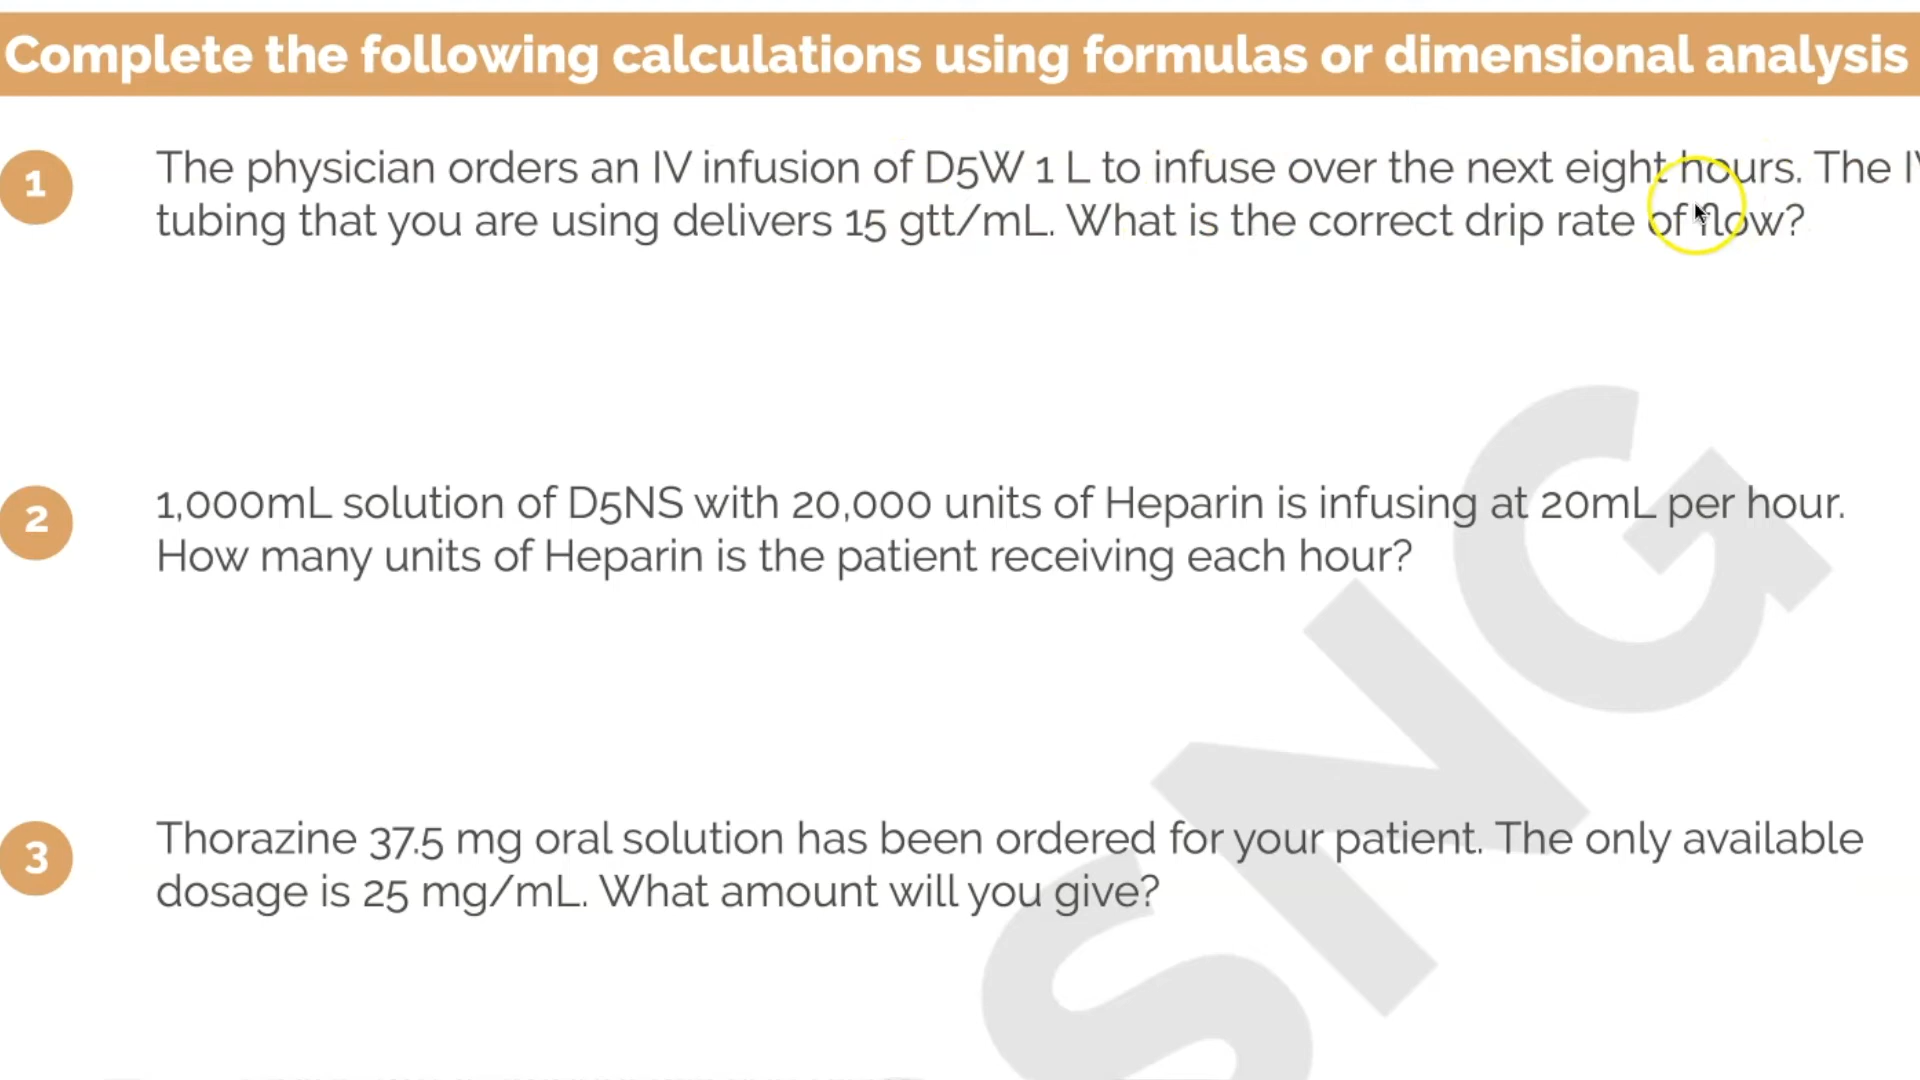 Complete the following calculations using formulas or dimensional analysis
1
The physician orders an IV infusion of D5W 1 L to infuse over the next eight hours. The IV
tubing that you are using delivers 15 gtt/mL. What is the correct drip rate of flow?
2
1,000mL solution of D5NS with 20,000 units of Heparin is infusing at 20mL per hour.
How many units of Heparin is the patient receiving each hour?
3
Thorazine 37.5 mg oral solution has been ordered for your patient. The only available
dosage is 25 mg/mL. What amount will you give?
SNG